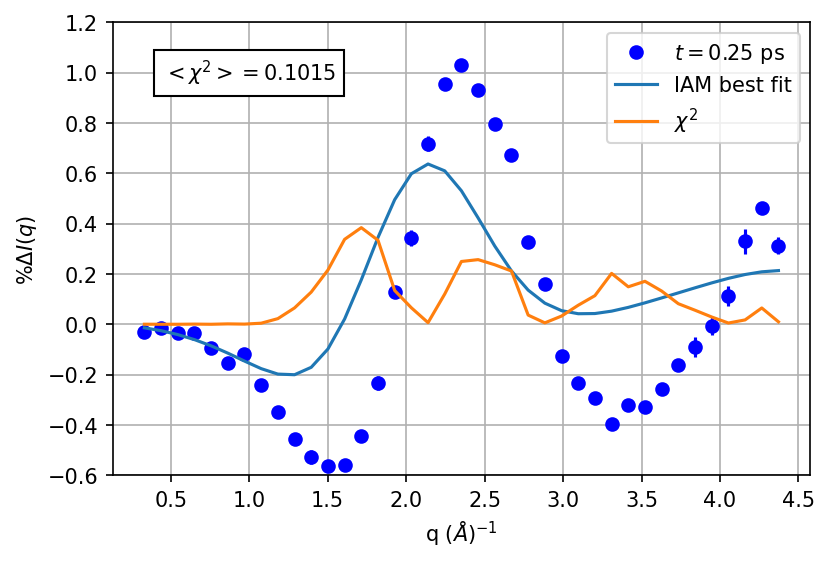 < χ² > = 0.1015
t = 0.25 ps
IAM best fit
χ²
%ΔI(q)
1.2
1.0
0.8
0.6
0.4
0.2
0.0
−0.2
−0.4
−0.6
0.5 1.0 1.5 2.0 2.5 3.0 3.5 4.0 4.5
q (Å)⁻¹